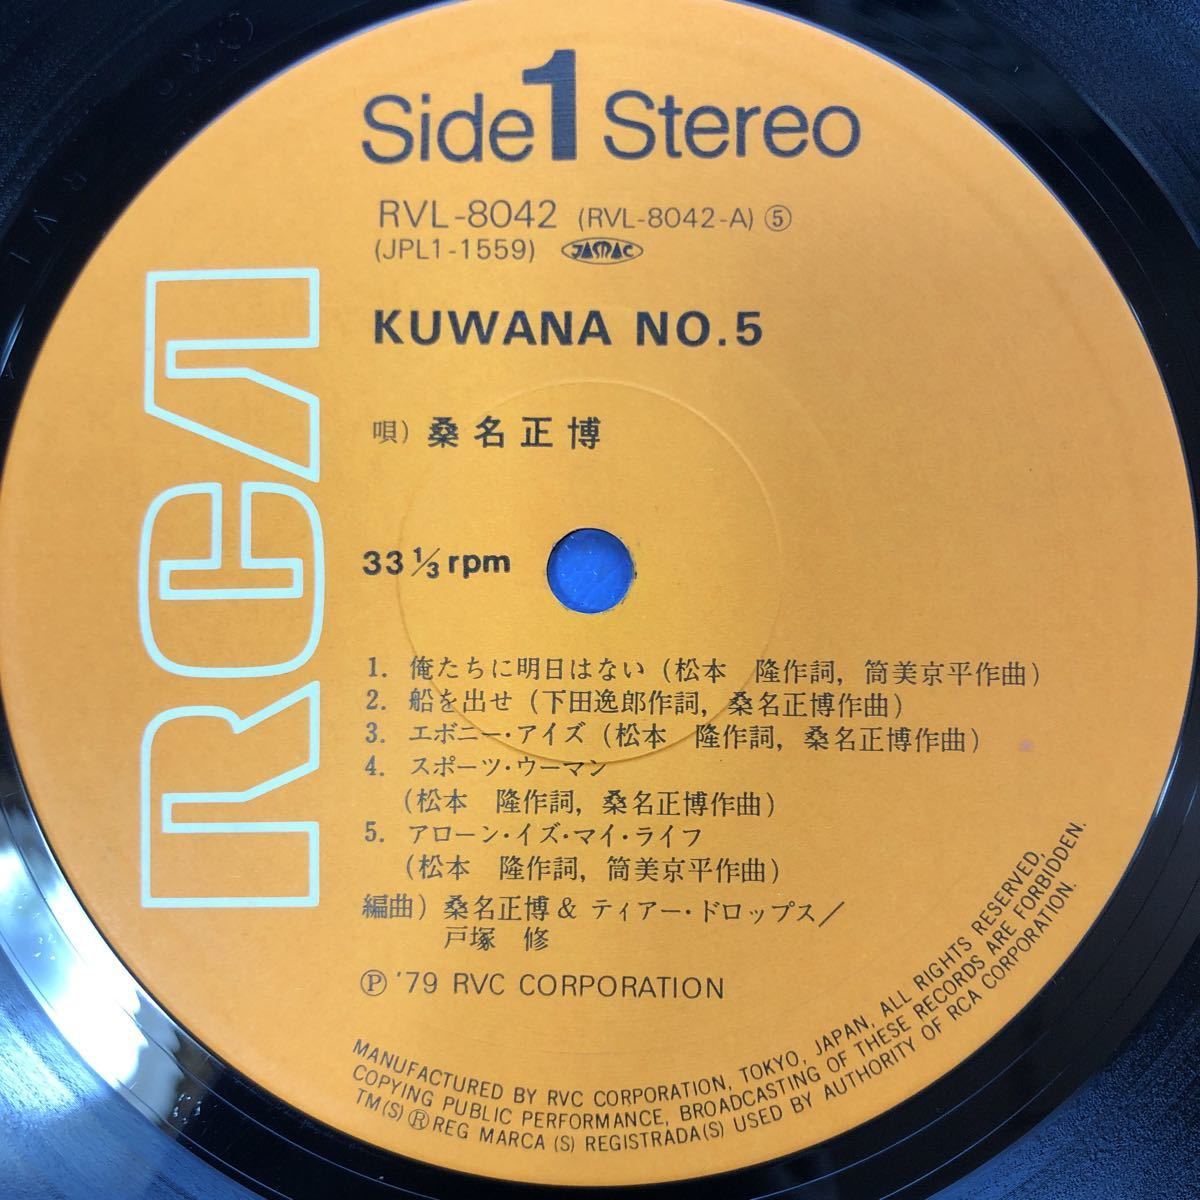 Side 1 Stereo
RVL-8042 (RVL-8042-A) ⑤
(JPL1-1559) JASMAC
KUWANA NO.5
唄) 桑名正博
33 1/3 rpm
RCA
1. 俺たちに明日はない (松本 隆作詞, 筒美京平作曲)
2. 船を出せ (下田逸郎作詞, 桑名正博作曲)
3. エボニー・アイズ (松本 隆作詞, 桑名正博作曲)
4. スポーツ・ウーマン
(松本 隆作詞, 桑名正博作曲)
5. アローン・イズ・マイ・ライフ
(松本 隆作詞, 筒美京平作曲)
編曲) 桑名正博 & ティアー・ドロップス/
戸塚 修
Ⓟ '79 RVC CORPORATION
MANUFACTURED BY RVC CORPORATION, TOKYO, JAPAN, ALL RIGHTS RESERVED,
COPYING PUBLIC PERFORMANCE, BROADCASTING OF THESE RECORDS ARE FORBIDDEN.
TM(S) ® REG MARCA (S) REGISTRADA(S) USED BY AUTHORITY OF RCA CORPORATION.